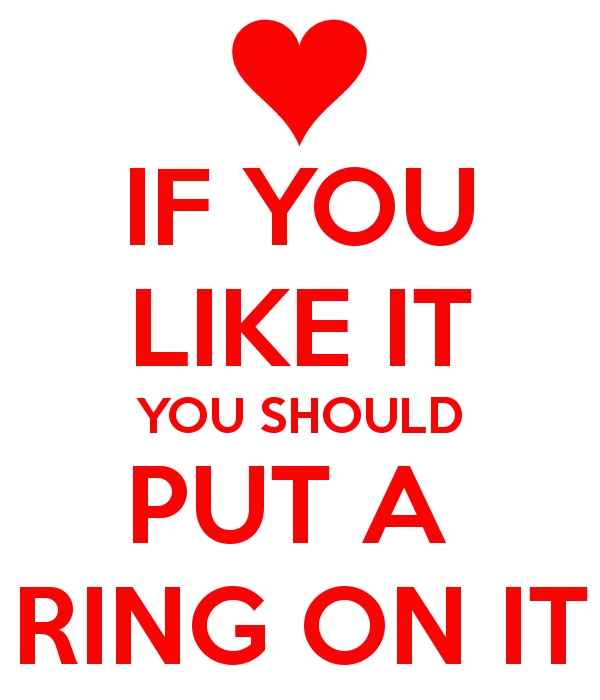 IF YOU
LIKE IT
YOU SHOULD
PUT A
RING ON IT